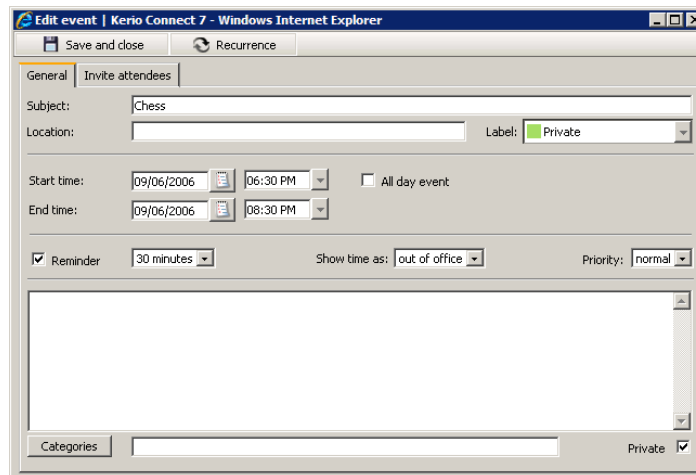 Edit event | Kerio Connect 7 - Windows Internet Explorer
Save and close Recurrence
General Invite attendees
Subject: Chess
Location: Label: Private
Start time: 09/06/2006 06:30 PM All day event
End time: 09/06/2006 08:30 PM
Reminder 30 minutes Show time as: out of office Priority: normal
Categories Private